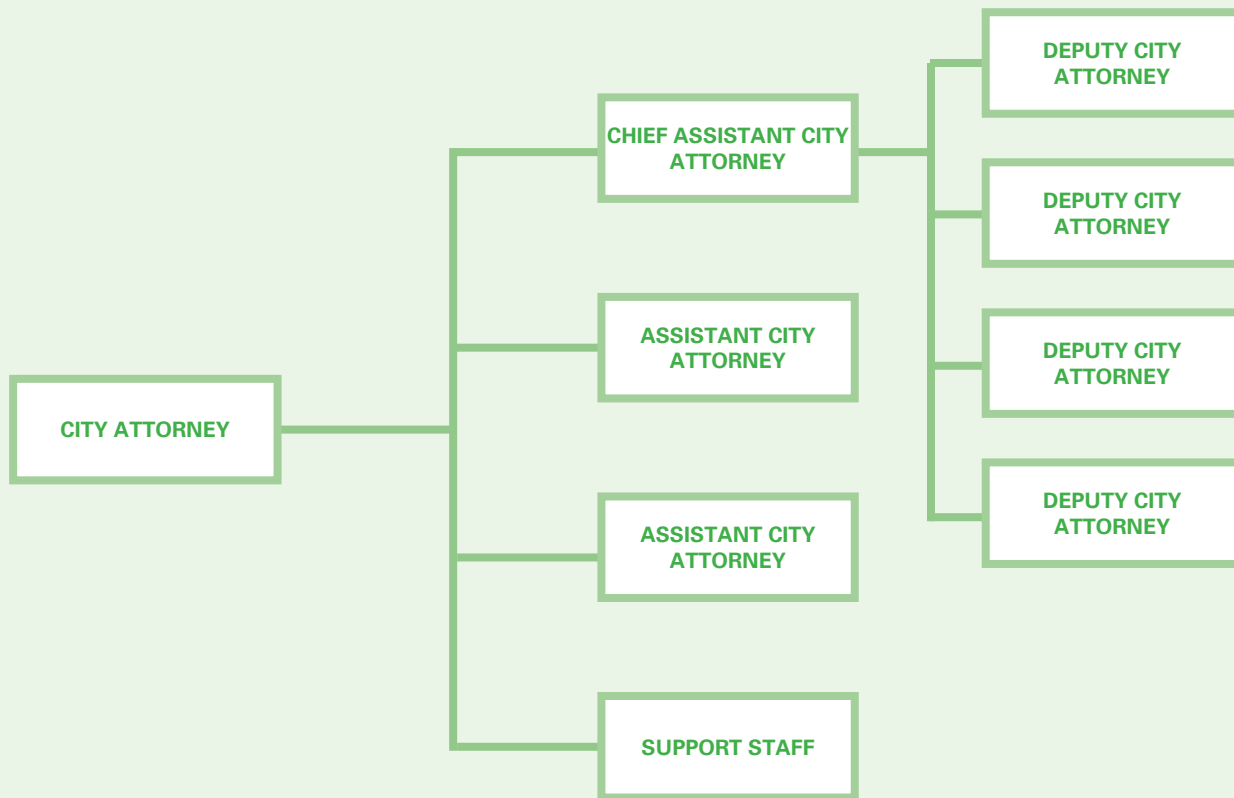 CITY ATTORNEY
CHIEF ASSISTANT CITY
ATTORNEY
ASSISTANT CITY
ATTORNEY
ASSISTANT CITY
ATTORNEY
SUPPORT STAFF
DEPUTY CITY
ATTORNEY
DEPUTY CITY
ATTORNEY
DEPUTY CITY
ATTORNEY
DEPUTY CITY
ATTORNEY